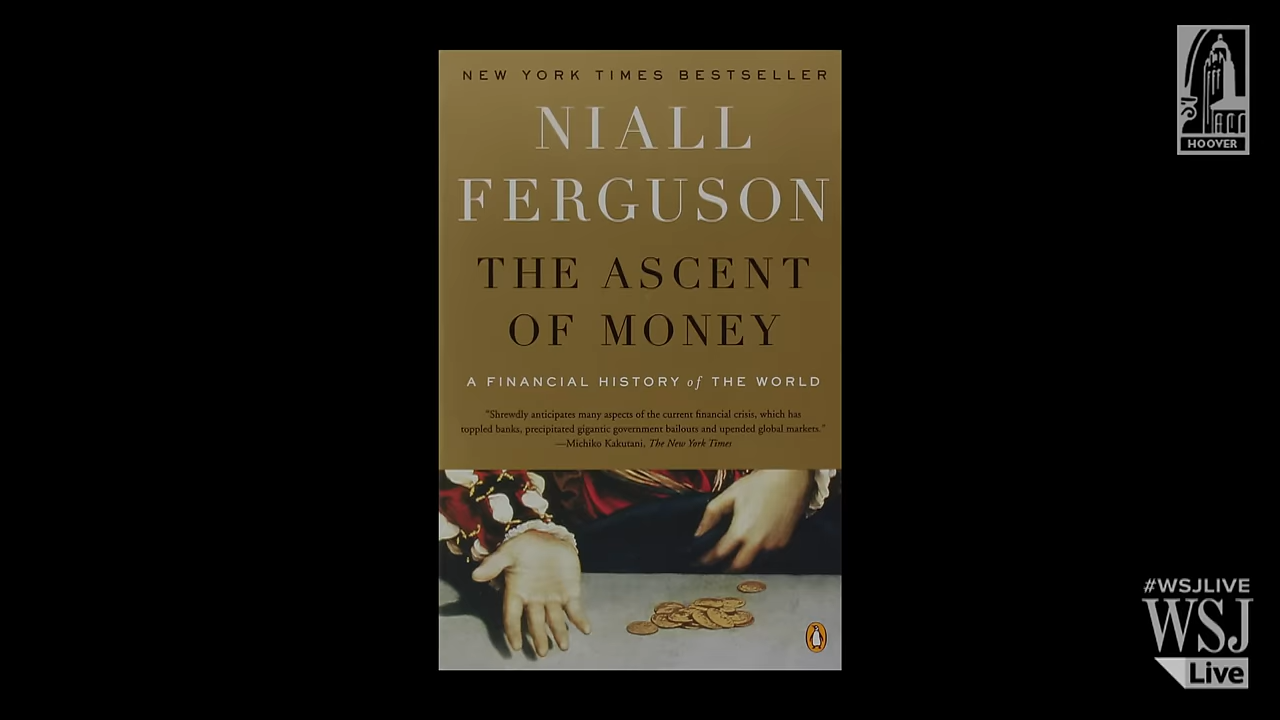 NEW YORK TIMES BESTSELLER
NIALL
FERGUSON
THE ASCENT
OF MONEY
A FINANCIAL HISTORY of THE WORLD
"Shrewdly anticipates many aspects of the current financial crisis, which has
toppled banks, precipitated gigantic government bailouts and upended global markets."
—Michiko Kakutani, The New York Times
HOOVER
#WSJLIVE
WSJ
Live